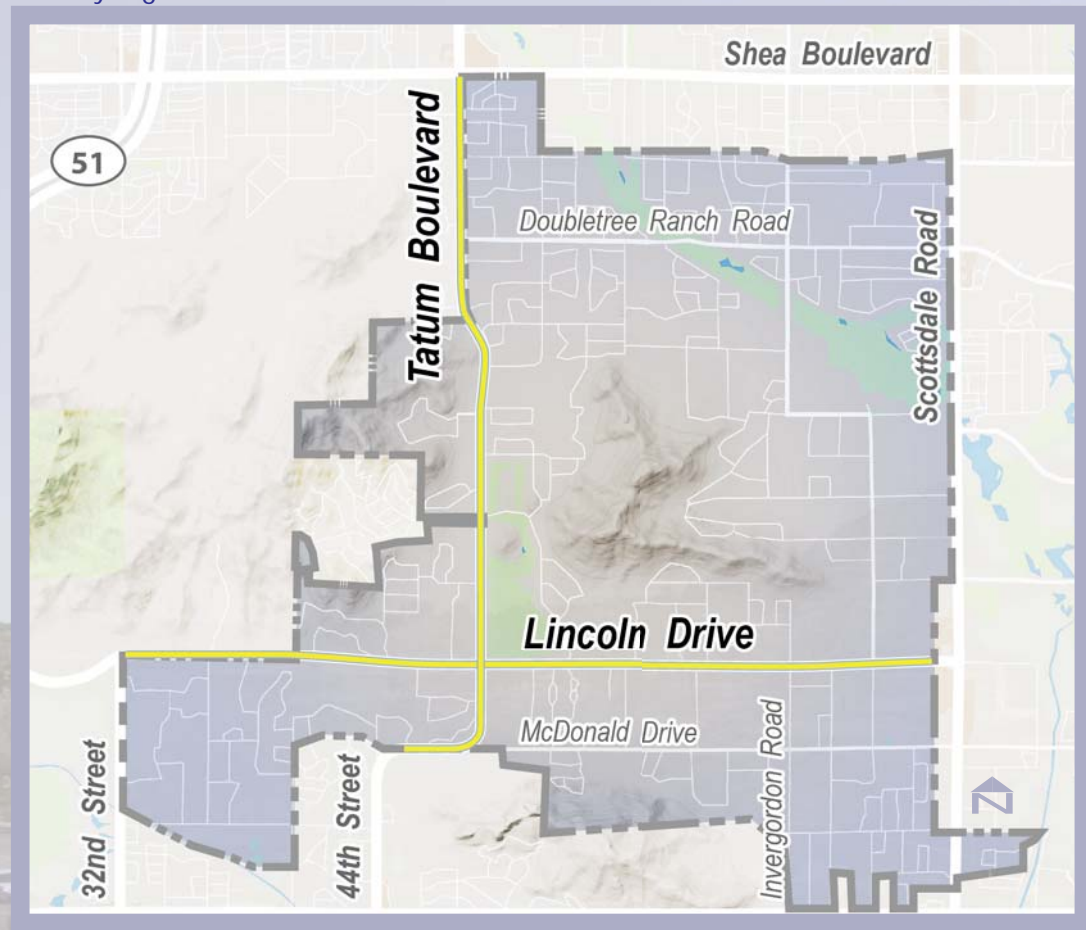 Shea Boulevard
51
Tatum Boulevard
Doubletree Ranch Road
Scottsdale Road
Lincoln Drive
McDonald Drive
Invergordon Road
32nd Street
44th Street
N